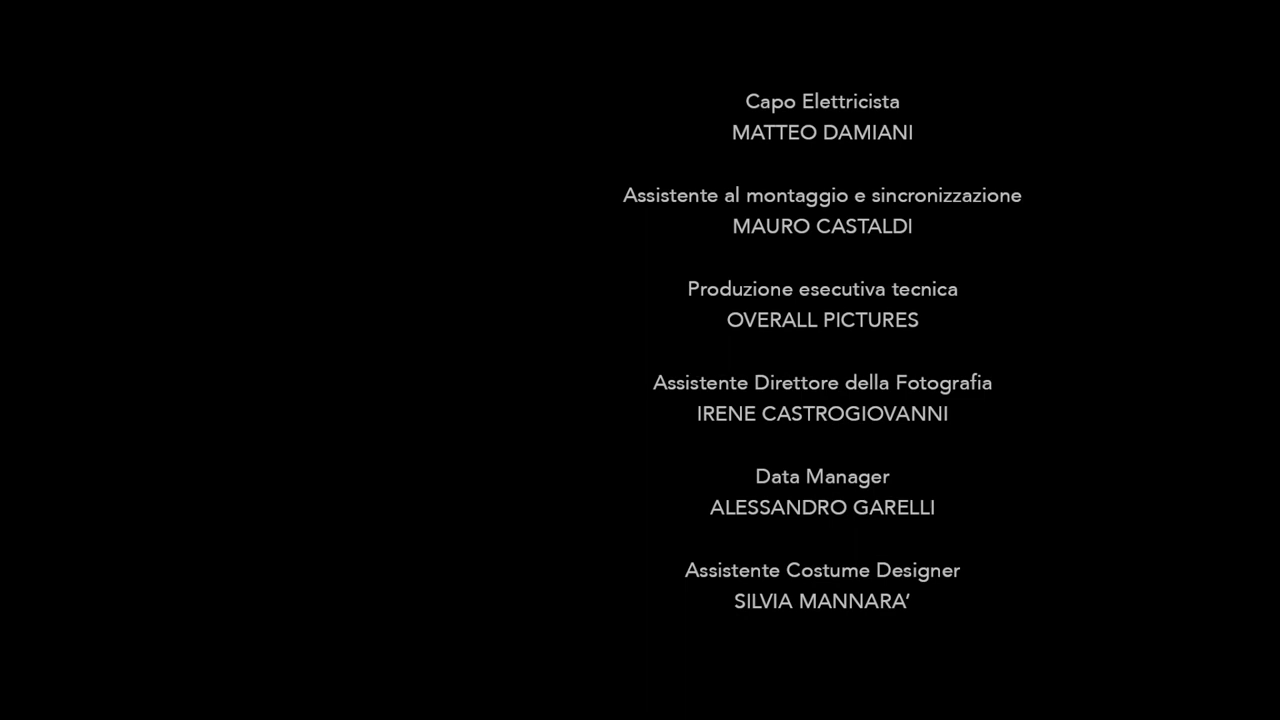 Capo Elettricista
MATTEO DAMIANI
Assistente al montaggio e sincronizzazione
MAURO CASTALDI
Produzione esecutiva tecnica
OVERALL PICTURES
Assistente Direttore della Fotografia
IRENE CASTROGIOVANNI
Data Manager
ALESSANDRO GARELLI
Assistente Costume Designer
SILVIA MANNARA’